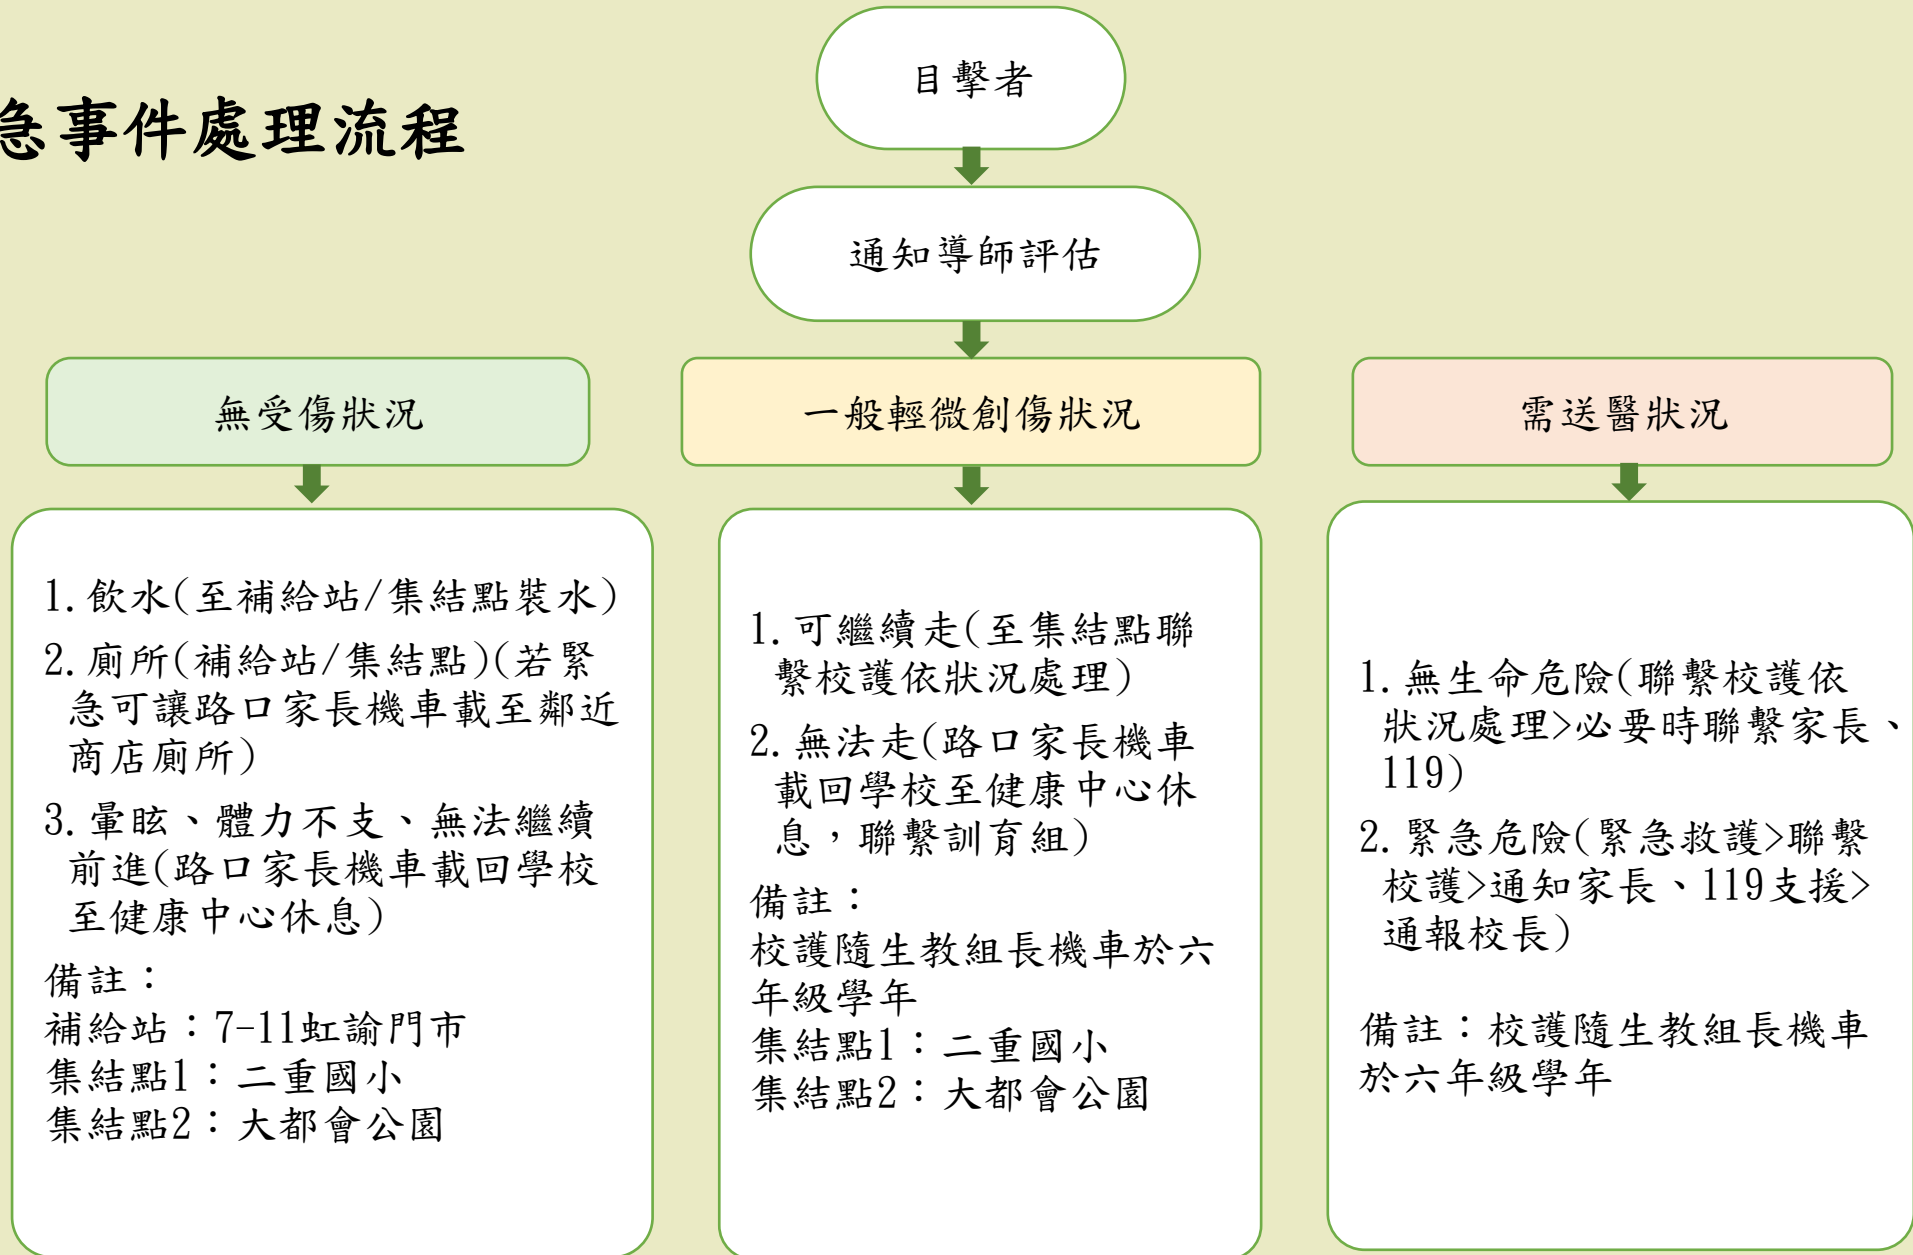 急事件處理流程
目擊者
通知導師評估
無受傷狀況
1.飲水(至補給站/集結點裝水)
2.廁所(補給站/集結點)(若緊
急可讓路口家長機車載至鄰近
商店廁所)
3.暈眩、體力不支、無法繼續
前進(路口家長機車載回學校
至健康中心休息)
備註：
補給站：7-11虹諭門市
集結點1：二重國小
集結點2：大都會公園
一般輕微創傷狀況
1.可繼續走(至集結點聯
繫校護依狀況處理)
2.無法走(路口家長機車
載回學校至健康中心休
息，聯繫訓育組)
備註：
校護隨生教組長機車於六
年級學年
集結點1：二重國小
集結點2：大都會公園
需送醫狀況
1.無生命危險(聯繫校護依
狀況處理>必要時聯繫家長、
119)
2.緊急危險(緊急救護>聯繫
校護>通知家長、119支援>
通報校長)
備註：校護隨生教組長機車
於六年級學年